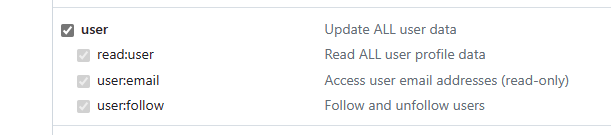 user Update ALL user data
read:user Read ALL user profile data
user:email Access user email addresses (read-only)
user:follow Follow and unfollow users